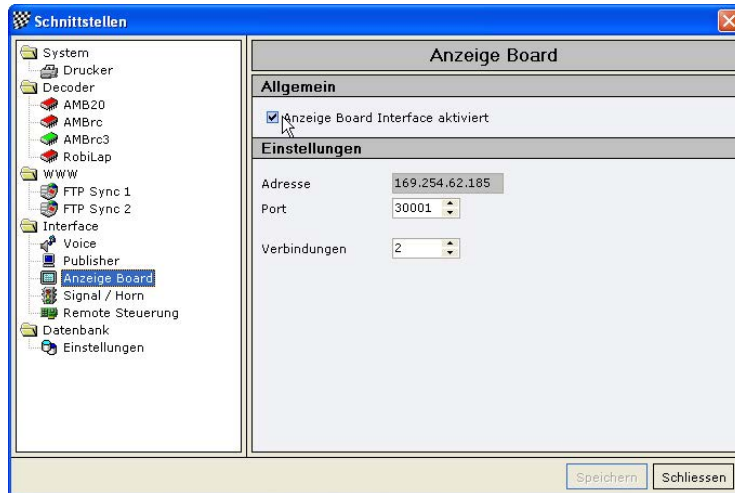 Schnittstellen
System
Drucker
Decoder
AMB20
AMBrc
AMBrc3
RobiLap
WWW
FTP Sync 1
FTP Sync 2
Interface
Voice
Publisher
Anzeige Board
Signal / Horn
Remote Steuerung
Datenbank
Einstellungen
Anzeige Board
Allgemein
Anzeige Board Interface aktiviert
Einstellungen
Adresse 169.254.62.185
Port 30001
Verbindungen 2
Speichern Schliessen